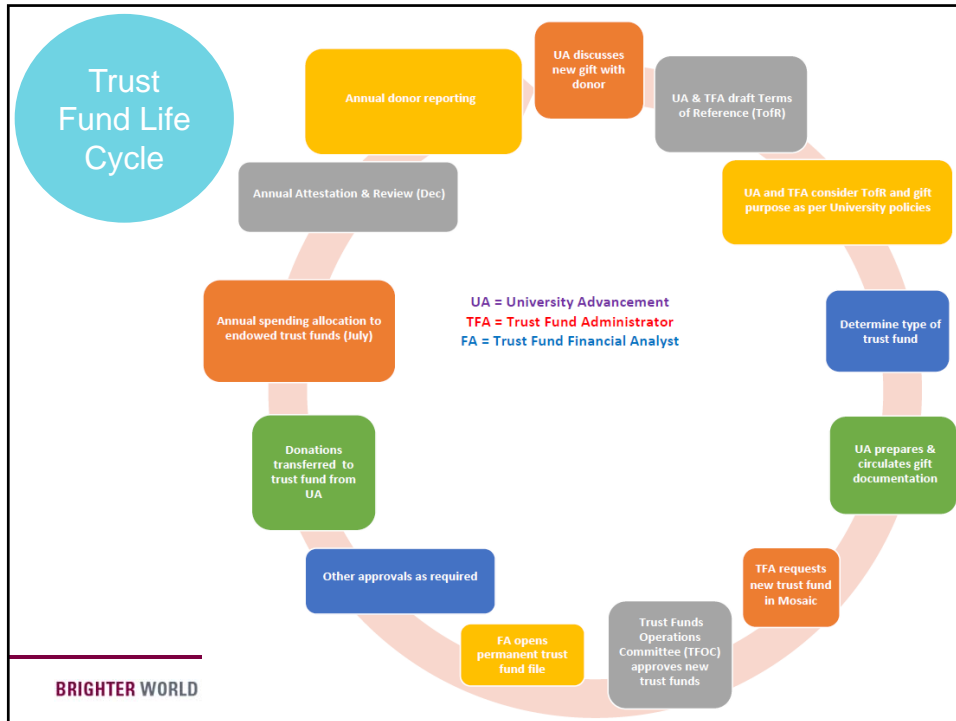 Trust
Fund Life
Cycle
UA discusses
new gift with
donor
UA & TFA draft Terms
of Reference (TofR)
UA and TFA consider TofR and gift
purpose as per University policies
Determine type of
trust fund
UA prepares &
circulates gift
documentation
TFA requests
new trust fund
in Mosaic
Trust Funds
Operations
Committee (TFOC)
approves new
trust funds
FA opens
permanent trust
fund file
Other approvals as required
Donations
transferred to
trust fund from
UA
Annual spending allocation to
endowed trust funds (July)
Annual Attestation & Review (Dec)
Annual donor reporting
UA = University Advancement
TFA = Trust Fund Administrator
FA = Trust Fund Financial Analyst
BRIGHTER WORLD